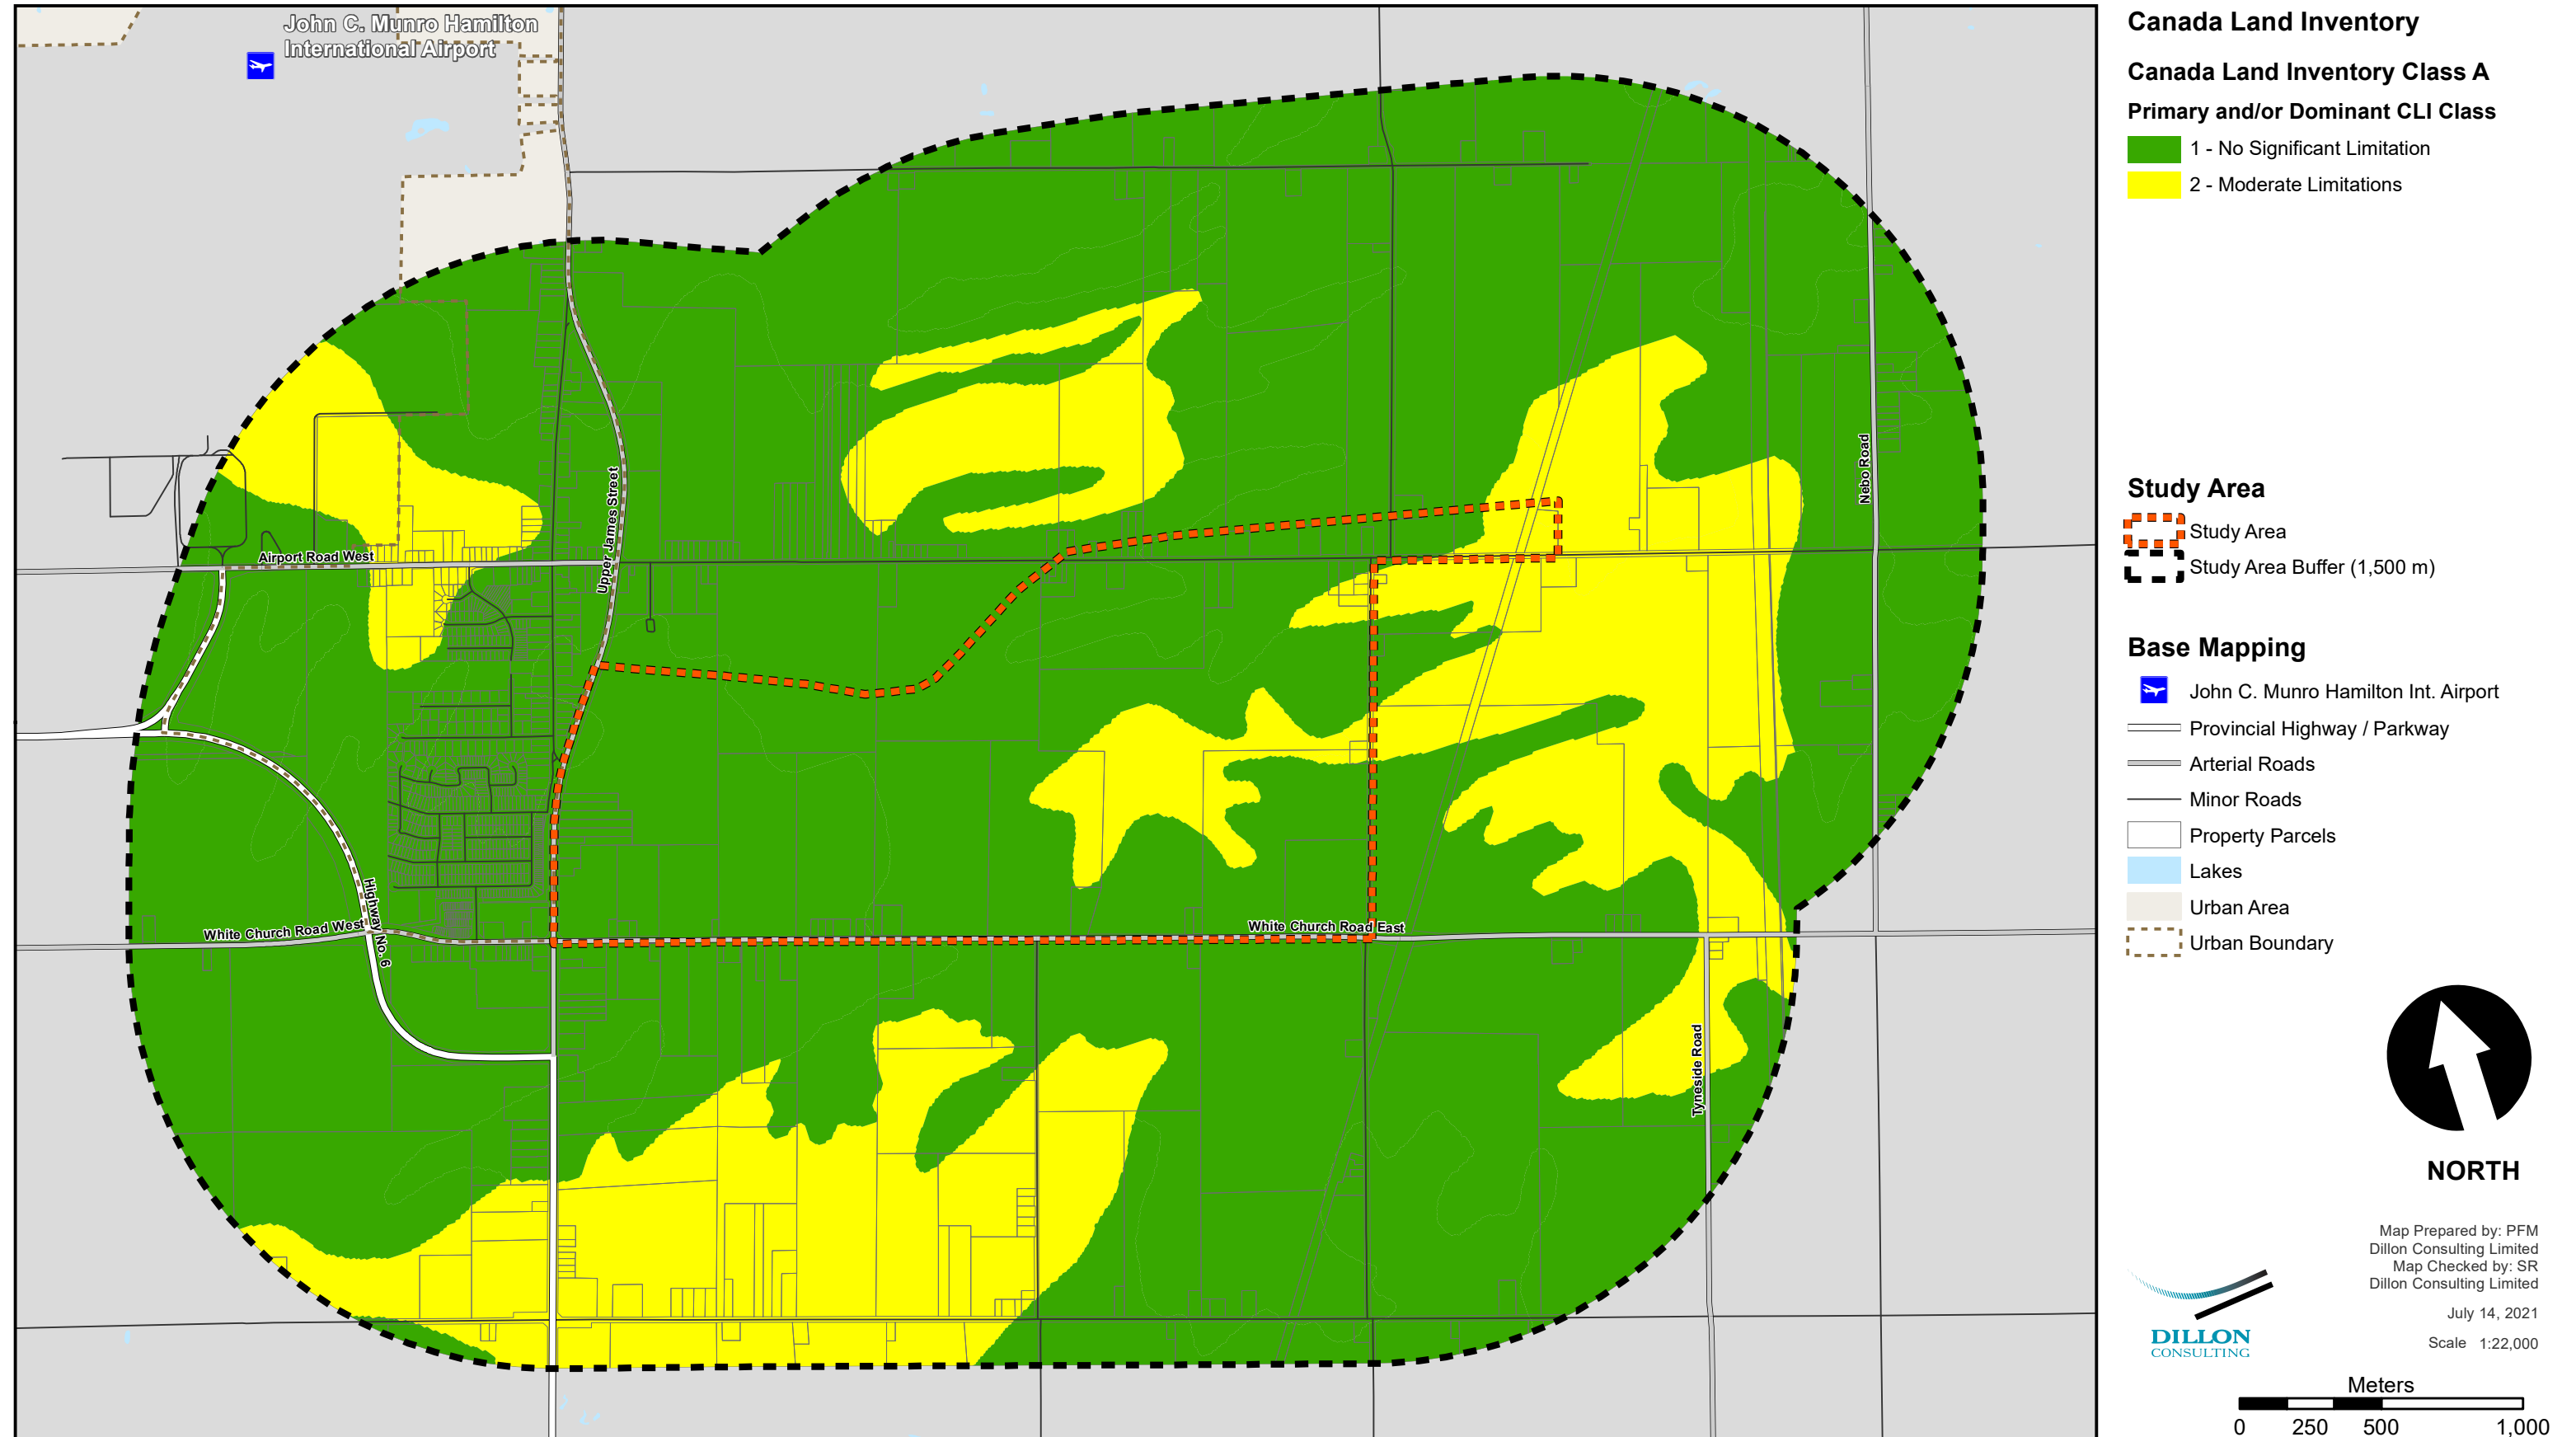 John C. Munro Hamilton
International Airport
Airport Road West
Upper James Street
Nebo Road
Highway No. 6
White Church Road West
White Church Road East
Tyneside Road
Canada Land Inventory
Canada Land Inventory Class A
Primary and/or Dominant CLI Class
1 - No Significant Limitation
2 - Moderate Limitations
Study Area
Study Area
Study Area Buffer (1,500 m)
Base Mapping
John C. Munro Hamilton Int. Airport
Provincial Highway / Parkway
Arterial Roads
Minor Roads
Property Parcels
Lakes
Urban Area
Urban Boundary
NORTH
Map Prepared by: PFM
Dillon Consulting Limited
Map Checked by: SR
Dillon Consulting Limited
July 14, 2021
Scale 1:22,000
DILLON
CONSULTING
Meters
0 250 500 1,000